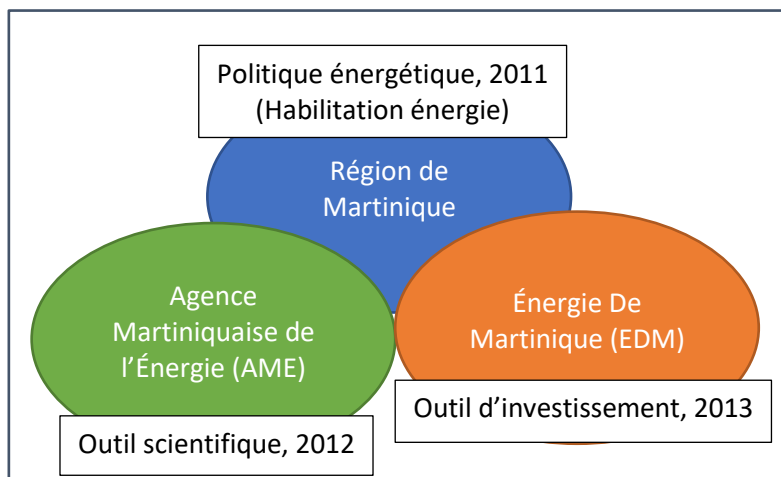 Politique énergétique, 2011
(Habilitation énergie)
Région de
Martinique
Agence
Martiniquaise de
l’Énergie (AME)
Énergie De
Martinique (EDM)
Outil d’investissement, 2013
Outil scientifique, 2012